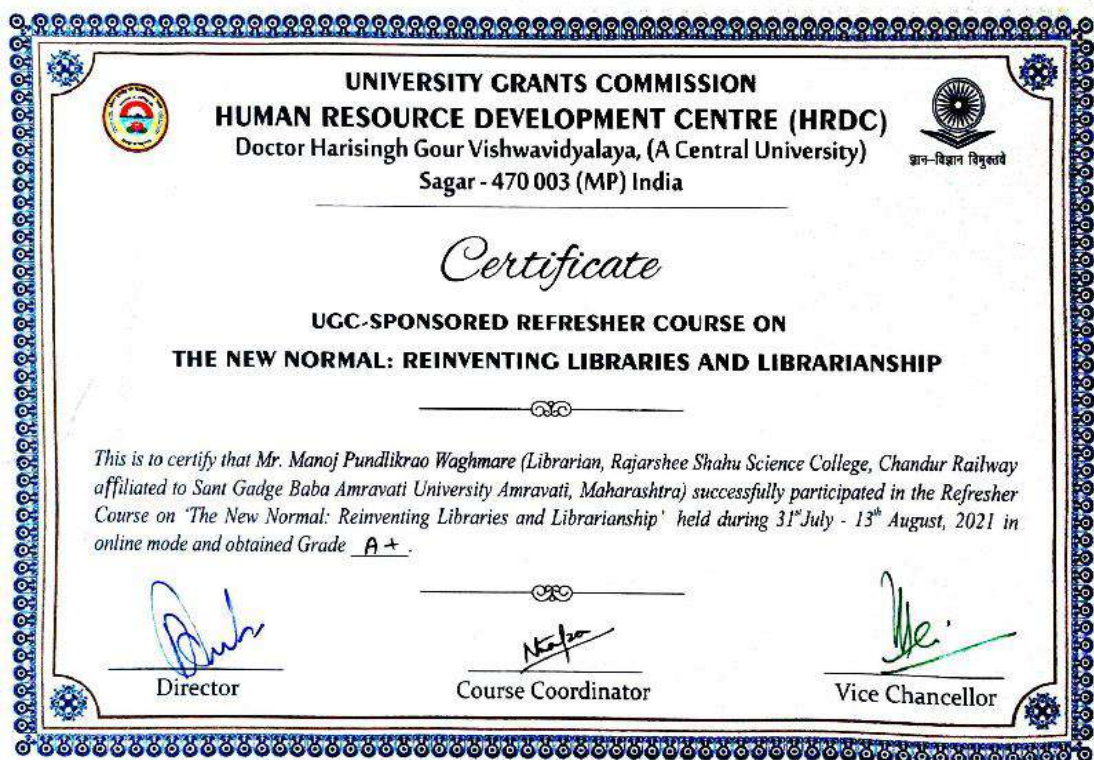 UNIVERSITY GRANTS COMMISSION
HUMAN RESOURCE DEVELOPMENT CENTRE (HRDC)
Doctor Harisingh Gour Vishwavidyalaya, (A Central University)
Sagar - 470 003 (MP) India
ज्ञान-विज्ञान विमुक्तये
Certificate
UGC-SPONSORED REFRESHER COURSE ON
THE NEW NORMAL: REINVENTING LIBRARIES AND LIBRARIANSHIP
This is to certify that Mr. Manoj Pundlikrao Waghmare (Librarian, Rajarshee Shahu Science College, Chandur Railway
affiliated to Sant Gadge Baba Amravati University Amravati, Maharashtra) successfully participated in the Refresher
Course on 'The New Normal: Reinventing Libraries and Librarianship' held during 31st July - 13th August, 2021 in
online mode and obtained Grade A+.
Director
Course Coordinator
Vice Chancellor